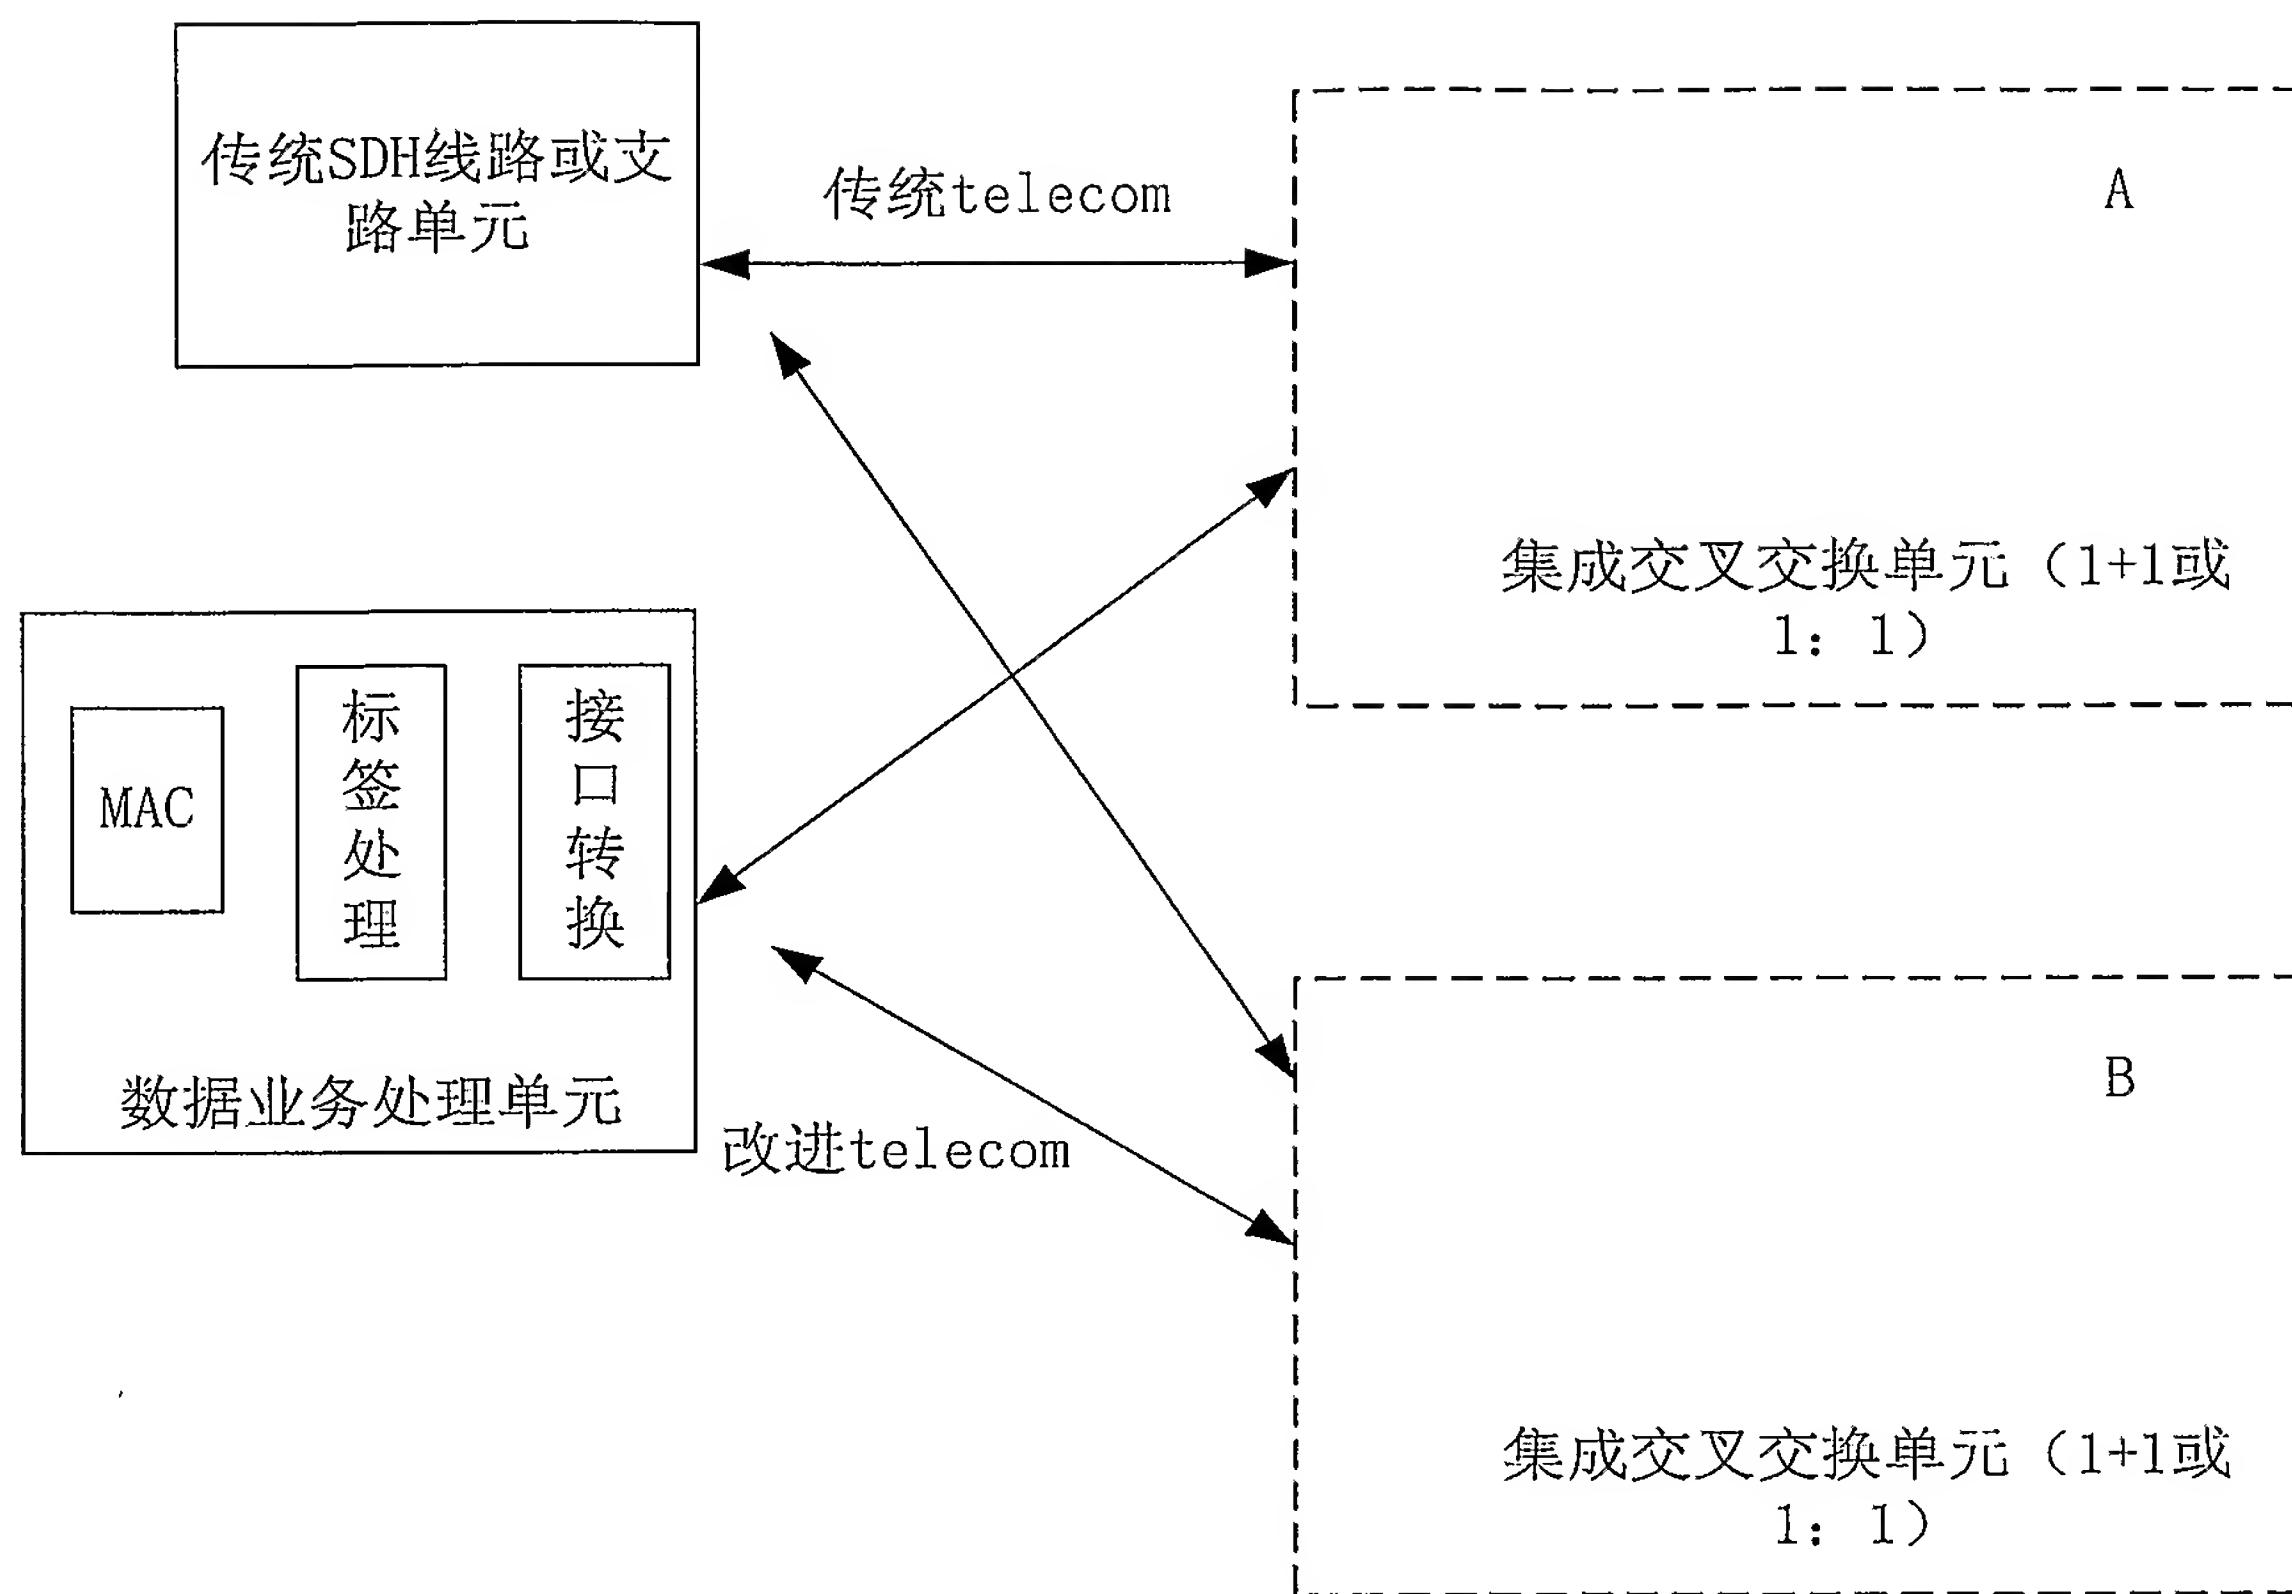 传统SDH线路或支
路单元
传统telecom
A
集成交叉交换单元（1+1或
1：1）
MAC
标
签
处
理
接
口
转
换
数据业务处理单元
改进telecom
B
集成交叉交换单元（1+1或
1：1）